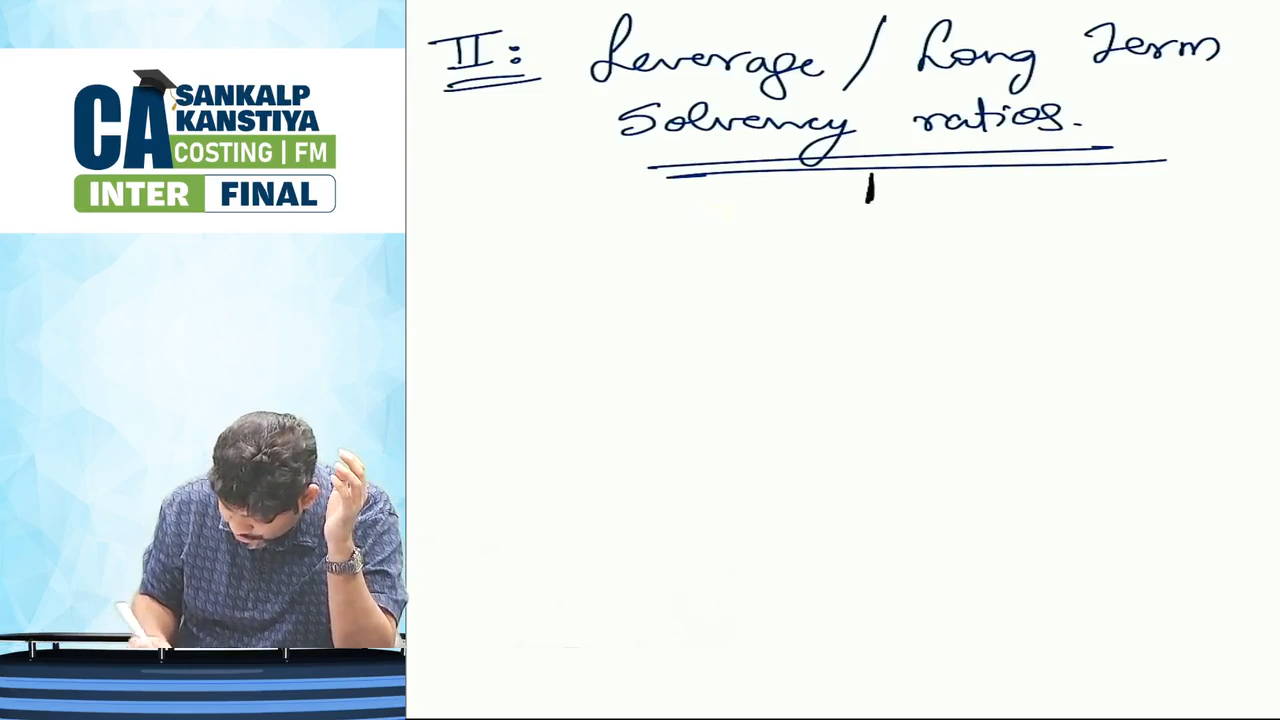 CA SANKALP
KANSTIYA
COSTING | FM
INTER FINAL
II: Leverage / Long Term
Solvency ratios.